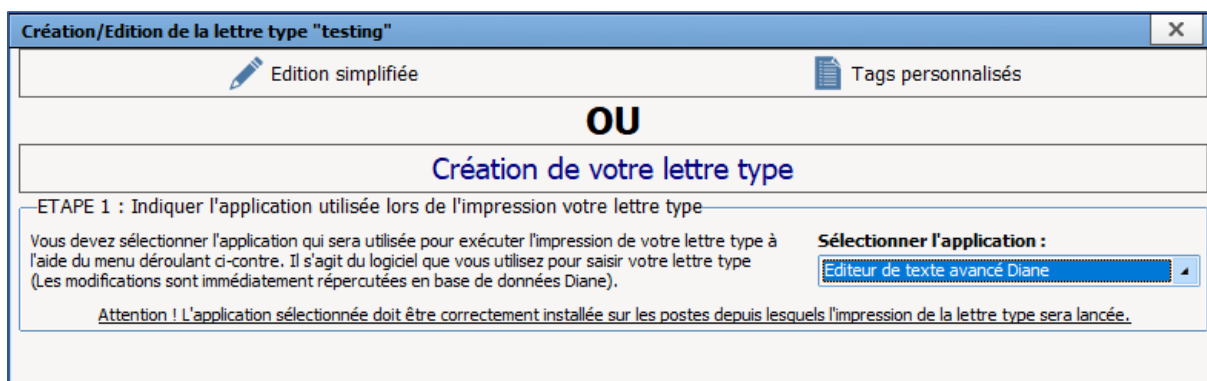 Création/Edition de la lettre type "testing"
Edition simplifiée
Tags personnalisés
OU
Création de votre lettre type
ETAPE 1 : Indiquer l'application utilisée lors de l'impression votre lettre type
Vous devez sélectionner l'application qui sera utilisée pour exécuter l'impression de votre lettre type à
l'aide du menu déroulant ci-contre. Il s'agit du logiciel que vous utilisez pour saisir votre lettre type
(Les modifications sont immédiatement répercutées en base de données Diane).
Sélectionner l'application :
Editeur de texte avancé Diane
Attention ! L'application sélectionnée doit être correctement installée sur les postes depuis lesquels l'impression de la lettre type sera lancée.